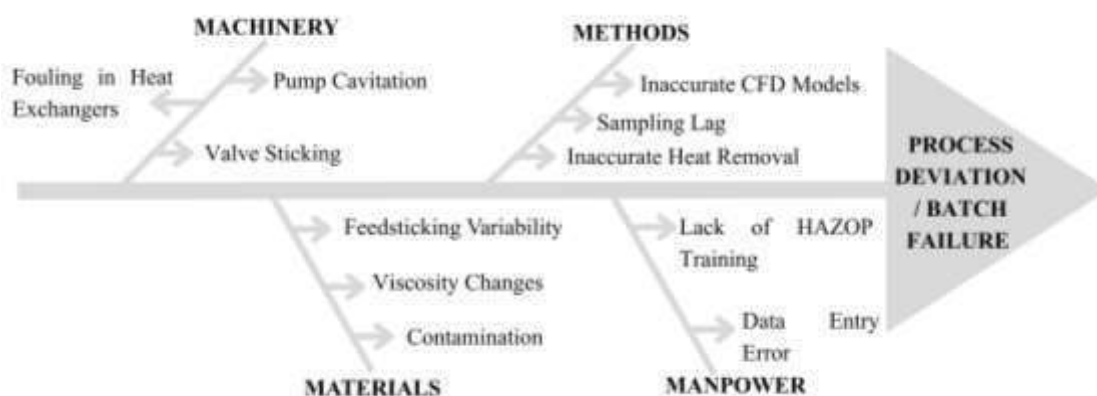 MACHINERY
Fouling in Heat
Exchangers
Pump Cavitation
Valve Sticking
METHODS
Inaccurate CFD Models
Sampling Lag
Inaccurate Heat Removal
PROCESS
DEVIATION
/ BATCH
FAILURE
Feedsticking Variability
Viscosity Changes
Contamination
MATERIALS
Lack of HAZOP
Training
Data Entry
Error
MANPOWER